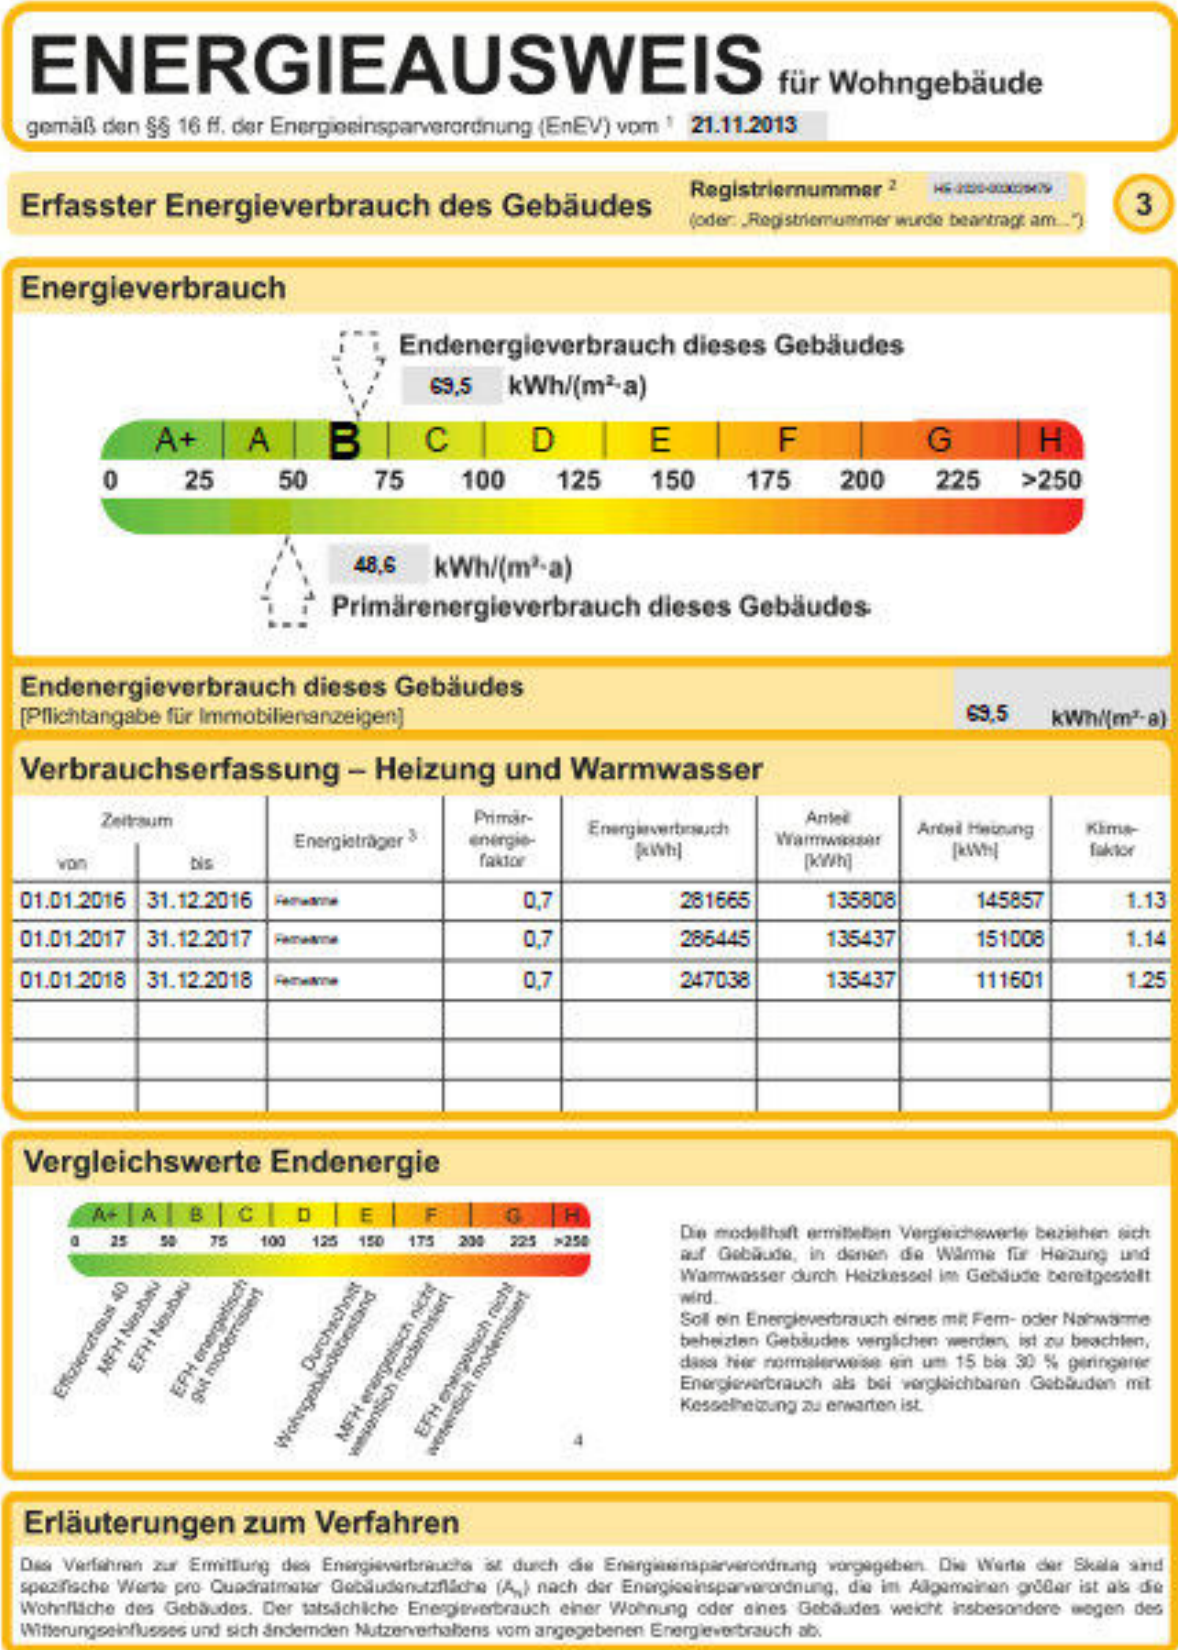 ENERGIEAUSWEIS für Wohngebäude
gemäß den §§ 16 ff. der Energieeinsparverordnung (EnEV) vom ¹ 21.11.2013
Erfasster Energieverbrauch des Gebäudes
Registriernummer ²
(oder: „Registriernummer wurde beantragt am...“)
3
Energieverbrauch
Endenergieverbrauch dieses Gebäudes
69,5 kWh/(m²·a)
A+ A B C D E F G H
0 25 50 75 100 125 150 175 200 225 >250
48,6 kWh/(m²·a)
Primärenergieverbrauch dieses Gebäudes
Endenergieverbrauch dieses Gebäudes
[Pflichtangabe für Immobilienanzeigen] 69,5 kWh/(m²·a)
Verbrauchserfassung – Heizung und Warmwasser
Zeitraum
von bis
Energieträger ³
Primär-
energie-
faktor
Energieverbrauch
[kWh]
Anteil
Warmwasser
[kWh]
Anteil Heizung
[kWh]
Klima-
faktor
01.01.2016 31.12.2016 Fernwärme 0,7 281665 135808 145857 1.13
01.01.2017 31.12.2017 Fernwärme 0,7 286445 135437 151008 1.14
01.01.2018 31.12.2018 Fernwärme 0,7 247038 135437 111601 1.25
Vergleichswerte Endenergie
A+ A B C D E F G H
0 25 50 75 100 125 150 175 200 225 >250
Effizienzhaus 40
MFH Neubau
EFH Neubau
EFH energetisch
gut modernisiert
Durchschnitt
Wohngebäudebestand
MFH energetisch nicht
wesentlich modernisiert
EFH energetisch nicht
wesentlich modernisiert
4
Die modellhaft ermittelten Vergleichswerte beziehen sich
auf Gebäude, in denen die Wärme für Heizung und
Warmwasser durch Heizkessel im Gebäude bereitgestellt
wird.
Soll ein Energieverbrauch eines mit Fern- oder Nahwärme
beheizten Gebäudes verglichen werden, ist zu beachten,
dass hier normalerweise ein um 15 bis 30 % geringerer
Energieverbrauch als bei vergleichbaren Gebäuden mit
Kesselheizung zu erwarten ist.
Erläuterungen zum Verfahren
Das Verfahren zur Ermittlung des Energieverbrauchs ist durch die Energieeinsparverordnung vorgegeben. Die Werte der Skala sind
spezifische Werte pro Quadratmeter Gebäudenutzfläche (A_N) nach der Energieeinsparverordnung, die im Allgemeinen größer ist als die
Wohnfläche des Gebäudes. Der tatsächliche Energieverbrauch einer Wohnung oder eines Gebäudes weicht insbesondere wegen des
Witterungseinflusses und sich ändernden Nutzerverhaltens vom angegebenen Energieverbrauch ab.